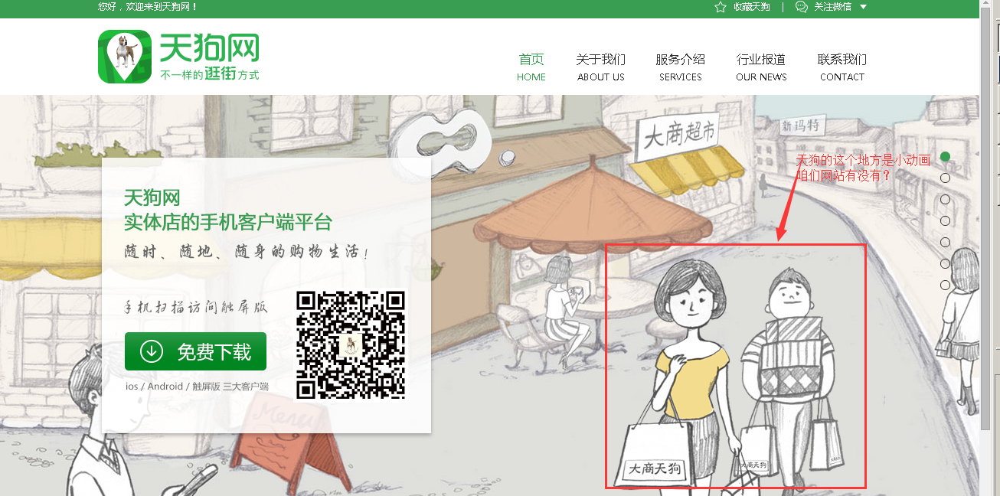 您好，欢迎来到天狗网！
收藏天狗 | 关注微信
天狗网
不一样的逛街方式
首页 关于我们 服务介绍 行业报道 联系我们
HOME ABOUT US SERVICES OUR NEWS CONTACT
大商超市
新玛特
天狗的这个地方是小动画
咱们网站有没有？
天狗网
实体店的手机客户端平台
随时、随地、随身的购物生活！
手机扫描访问触屏版
免费下载
ios / Android / 触屏版 三大客户端
Menu
大商天狗
大商天狗